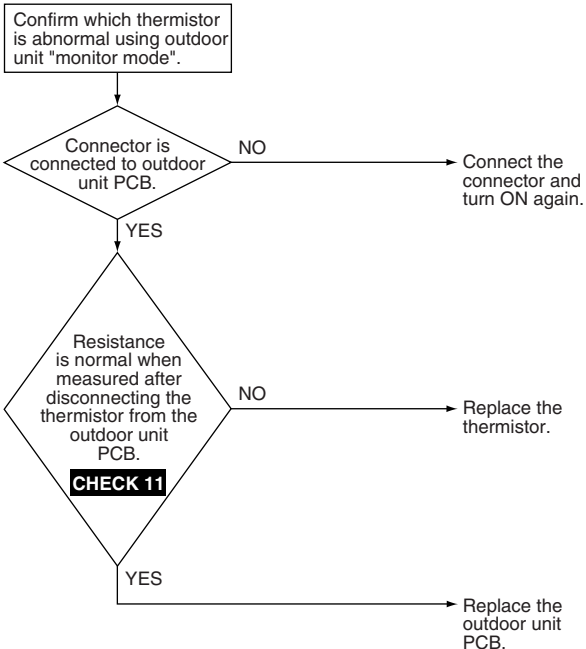 Confirm which thermistor
is abnormal using outdoor
unit "monitor mode".
Connector is
connected to outdoor
unit PCB.
NO
Connect the
connector and
turn ON again.
YES
Resistance
is normal when
measured after
disconnecting the
thermistor from the
outdoor unit
PCB.
CHECK 11
NO
Replace the
thermistor.
YES
Replace the
outdoor unit
PCB.